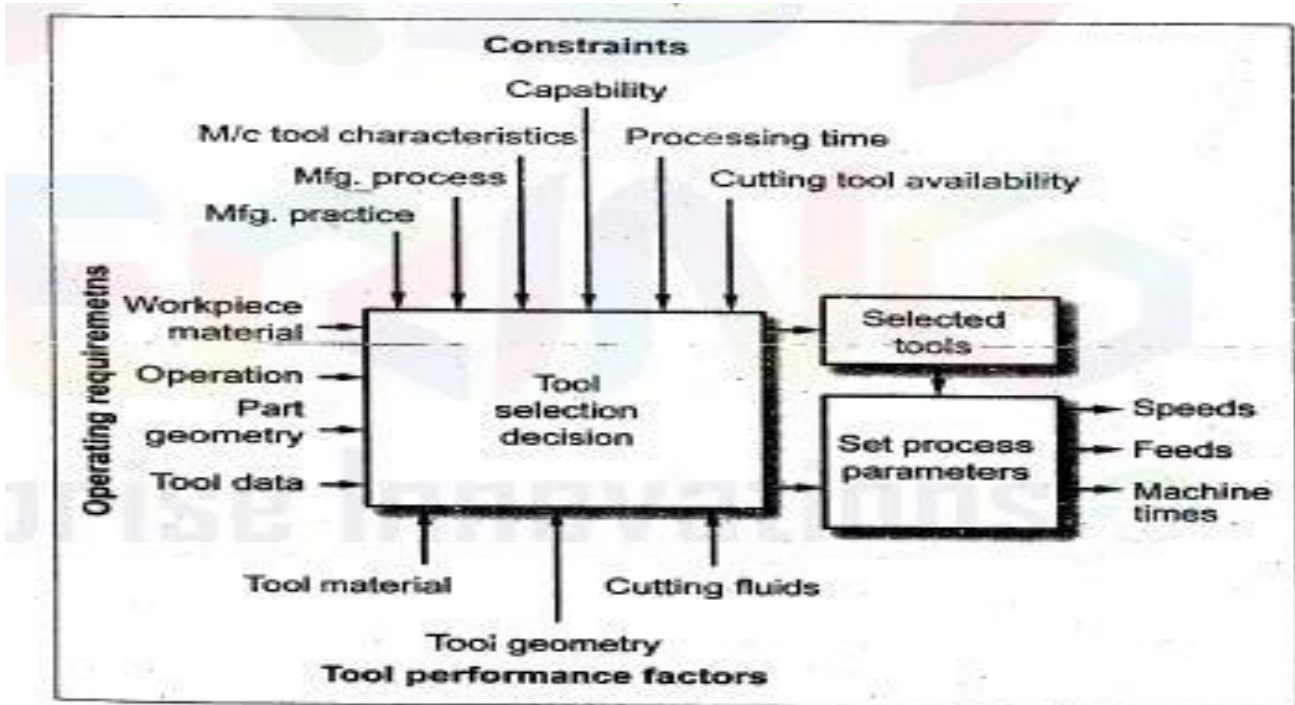 Constraints
Capability
M/c tool characteristics
Processing time
Mfg. process
Cutting tool availability
Mfg. practice
Operating requiremetns
Workpiece
material
Operation
Part
geometry
Tool data
Tool
selection
decision
Selected
tools
Set process
parameters
Speeds
Feeds
Machine
times
Tool material
Cutting fluids
Tool geometry
Tool performance factors